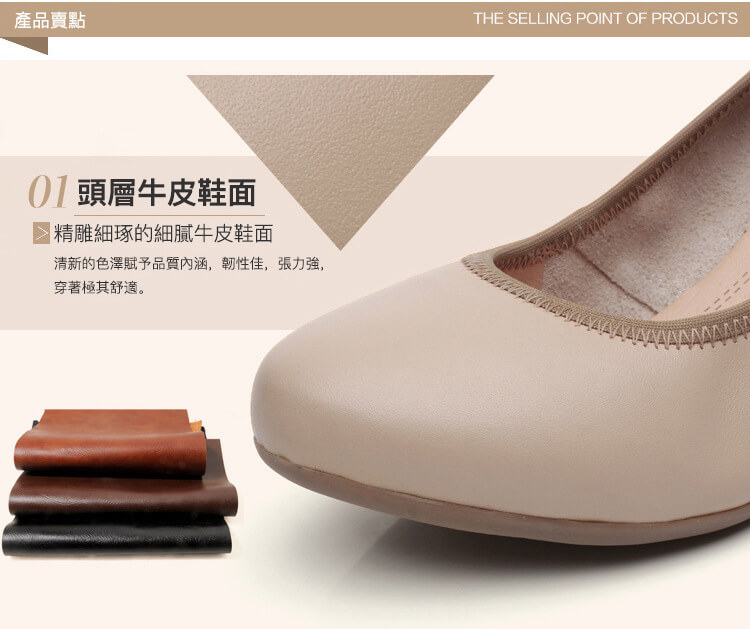 產品賣點
THE SELLING POINT OF PRODUCTS
01 頭層牛皮鞋面
> 精雕細琢的細膩牛皮鞋面
清新的色澤賦予品質內涵，韌性佳，張力強，
穿著極其舒適。